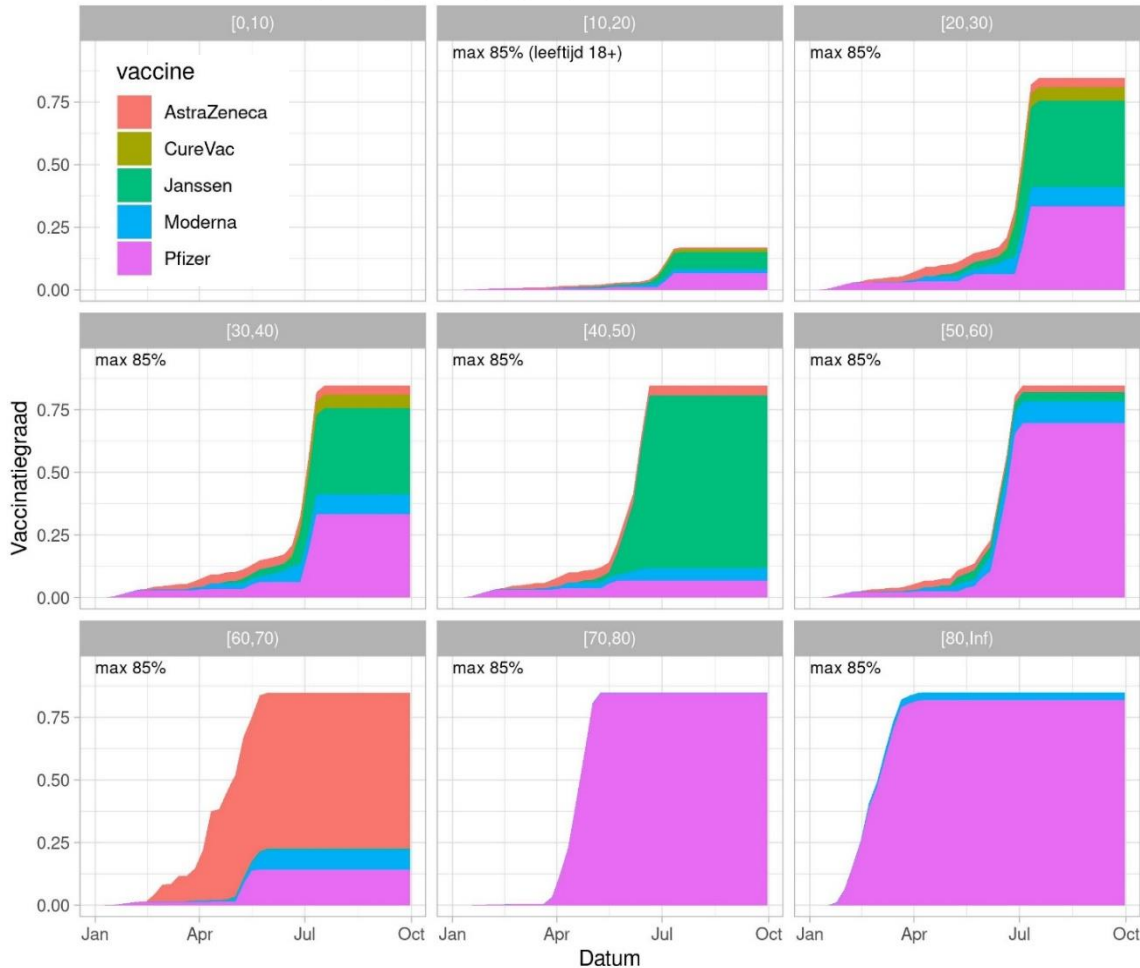 [0,10)
[10,20)
[20,30)
vaccine
AstraZeneca
CureVac
Janssen
Moderna
Pfizer
max 85% (leeftijd 18+)
max 85%
0.75
0.50
0.25
0.00
[30,40)
[40,50)
[50,60)
max 85%
max 85%
max 85%
0.75
0.50
0.25
0.00
Vaccinatiegraad
[60,70)
[70,80)
[80,Inf)
max 85%
max 85%
max 85%
0.75
0.50
0.25
0.00
Jan Apr Jul Oct
Jan Apr Jul Oct
Jan Apr Jul Oct
Datum